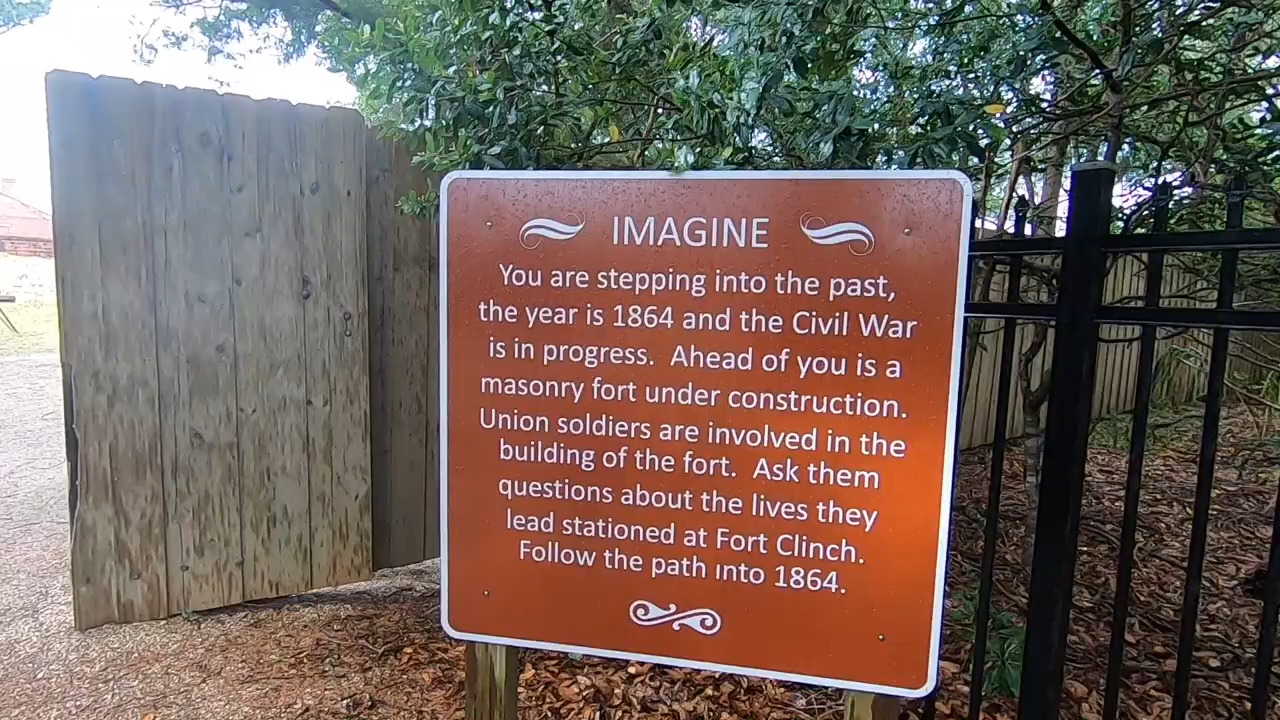 IMAGINE
You are stepping into the past,
the year is 1864 and the Civil War
is in progress. Ahead of you is a
masonry fort under construction.
Union soldiers are involved in the
building of the fort. Ask them
questions about the lives they
lead stationed at Fort Clinch.
Follow the path into 1864.